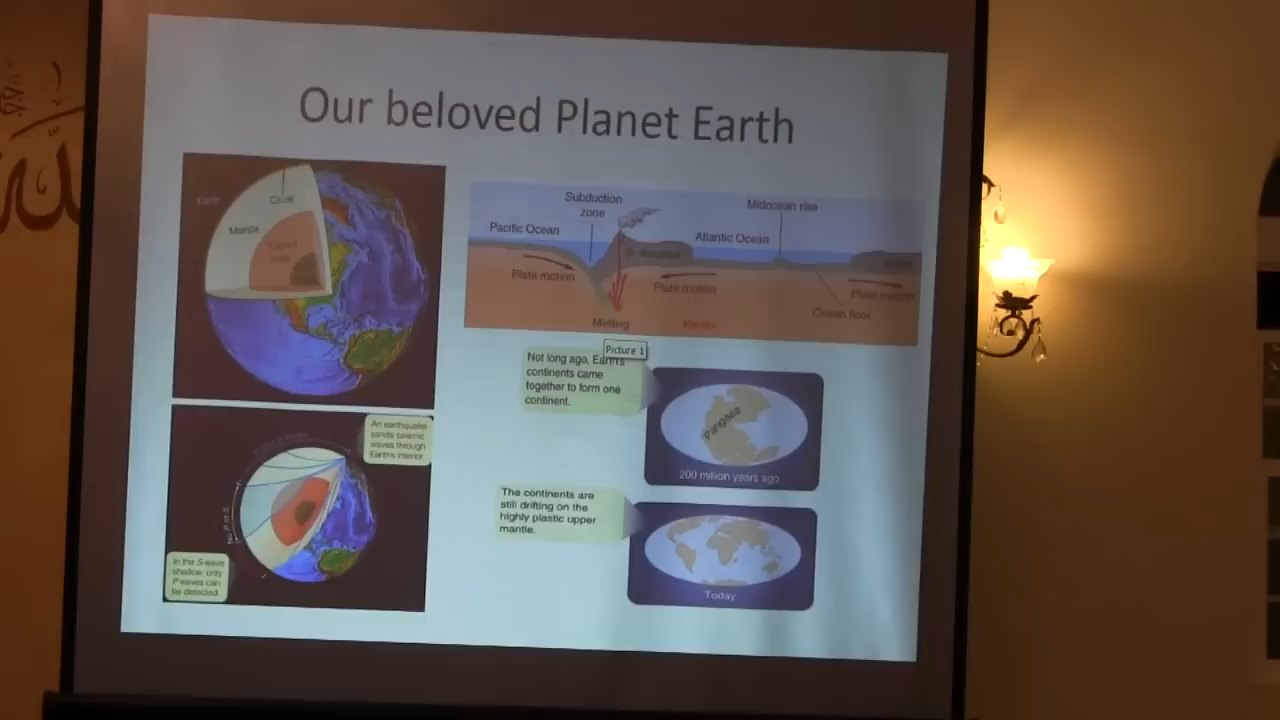 Our beloved Planet Earth
Crust
Mantle
Liquid
core
Subduction
zone
Midocean rise
Pacific Ocean
Atlantic Ocean
Plate motion
Plate motion
Plate motion
Ocean floor
Melting
Mantle
Picture 1
Not long ago, Earth's
continents came
together to form one
continent.
Pangaea
200 million years ago
An earthquake
sends seismic
waves through
Earth's interior
In the S-wave
shadow, only
P waves can
be detected
The continents are
still drifting on the
highly plastic upper
mantle.
Today
الله